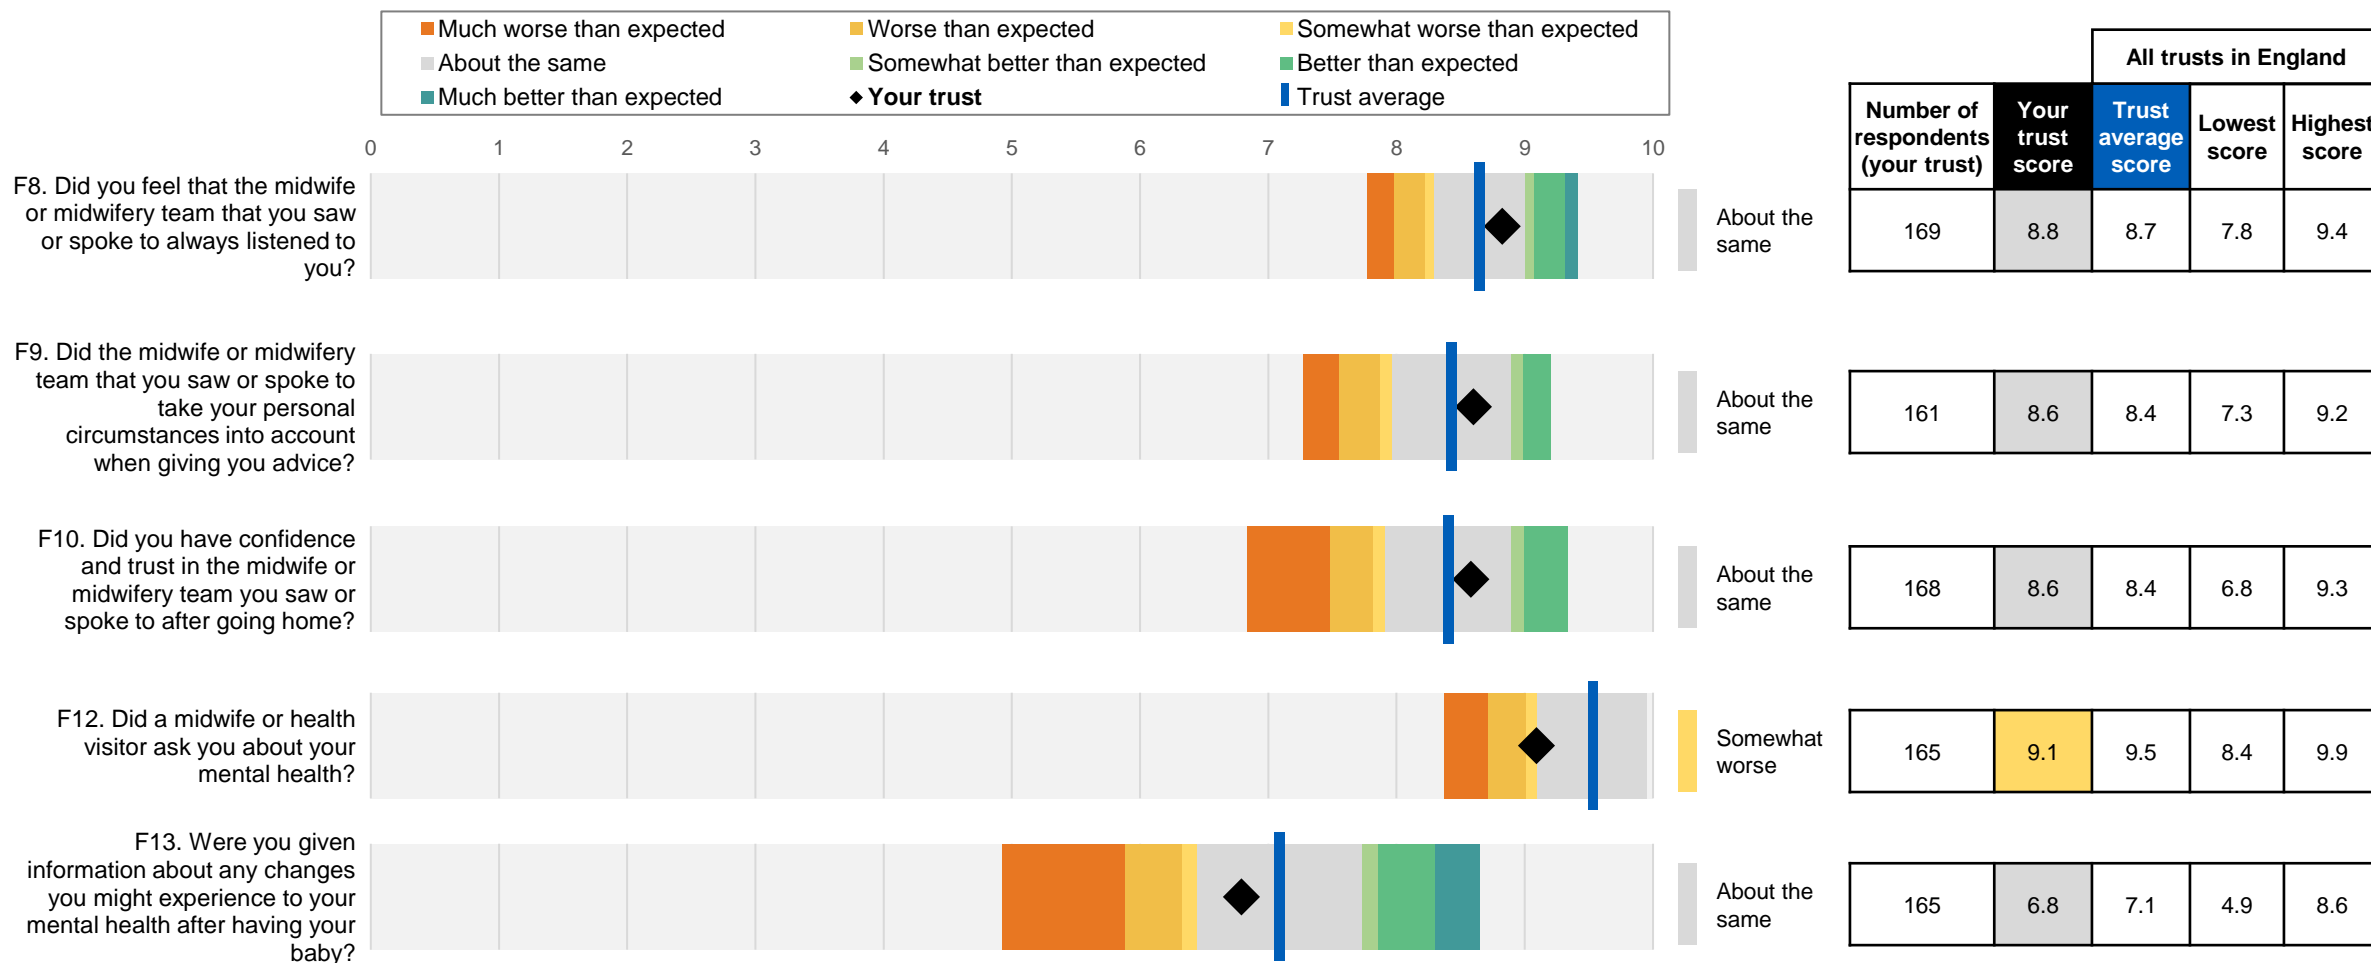 Much worse than expected
Worse than expected
Somewhat worse than expected
About the same
Somewhat better than expected
Better than expected
Much better than expected
Your trust
Trust average
All trusts in England
Number of respondents (your trust)
Your trust score
Trust average score
Lowest score
Highest score
0 1 2 3 4 5 6 7 8 9 10
F8. Did you feel that the midwife
or midwifery team that you saw
or spoke to always listened to
you?
About the
same
169 8.8 8.7 7.8 9.4
F9. Did the midwife or midwifery
team that you saw or spoke to
take your personal
circumstances into account
when giving you advice?
About the
same
161 8.6 8.4 7.3 9.2
F10. Did you have confidence
and trust in the midwife or
midwifery team you saw or
spoke to after going home?
About the
same
168 8.6 8.4 6.8 9.3
F12. Did a midwife or health
visitor ask you about your
mental health?
Somewhat
worse
165 9.1 9.5 8.4 9.9
F13. Were you given
information about any changes
you might experience to your
mental health after having your
baby?
About the
same
165 6.8 7.1 4.9 8.6